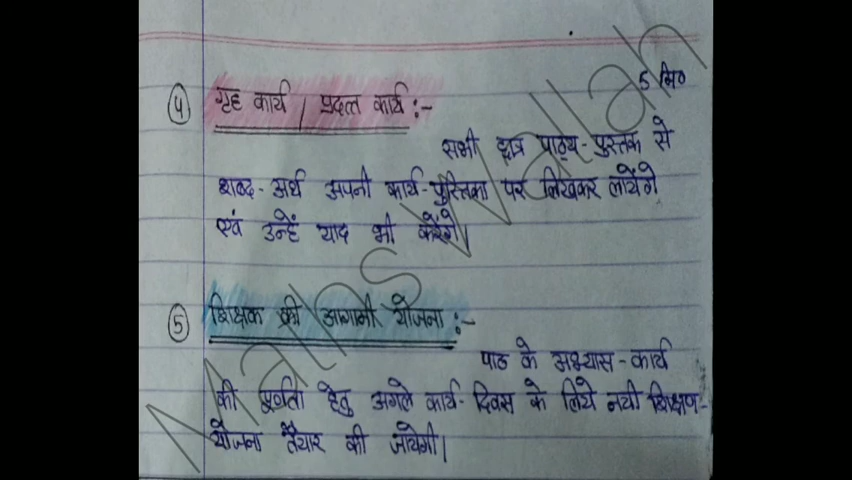 5 मि०
④ गृह कार्य / प्रदत्त कार्य :-
सभी छात्र पाठ्य-पुस्तक से
शब्द-अर्थ अपनी कार्य-पुस्तिका पर लिखकर लायेंगे
एवं उन्हें याद भी करेंगे।
⑤ शिक्षक की आगामी योजना :-
पाठ के अभ्यास-कार्य
की पूर्णता हेतु अगले कार्य-दिवस के लिये नयी शिक्षण-
योजना तैयार की जायेगी।